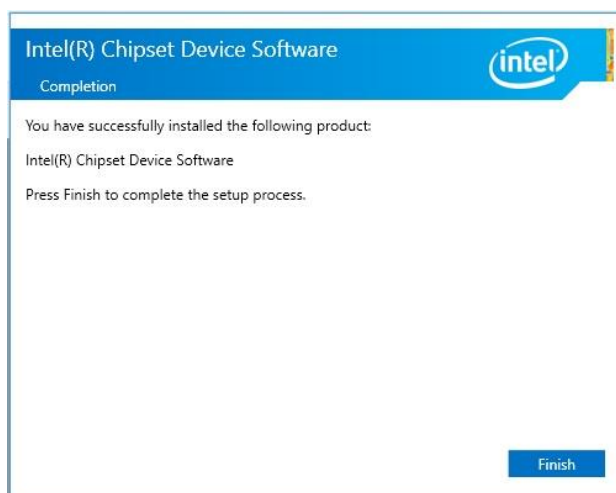 Intel(R) Chipset Device Software
intel
Completion
You have successfully installed the following product:
Intel(R) Chipset Device Software
Press Finish to complete the setup process.
Finish